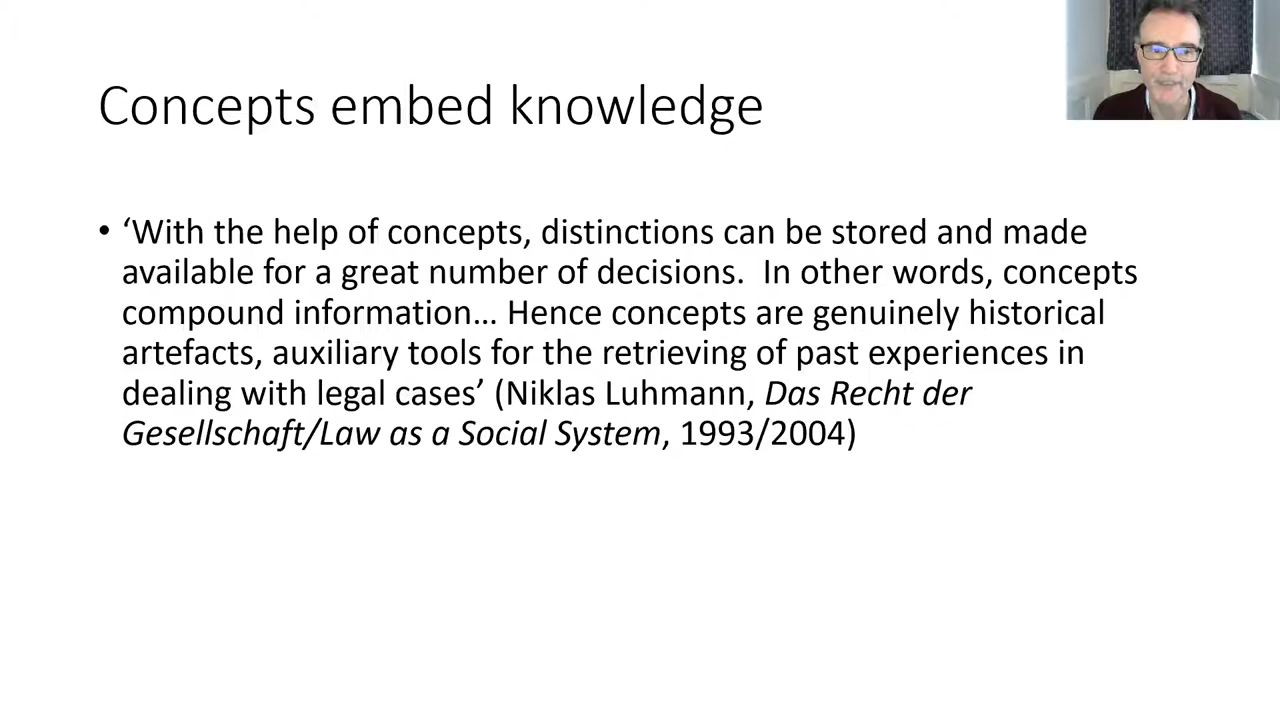 Concepts embed knowledge
• ‘With the help of concepts, distinctions can be stored and made
available for a great number of decisions.  In other words, concepts
compound information… Hence concepts are genuinely historical
artefacts, auxiliary tools for the retrieving of past experiences in
dealing with legal cases’ (Niklas Luhmann, Das Recht der
Gesellschaft/Law as a Social System, 1993/2004)